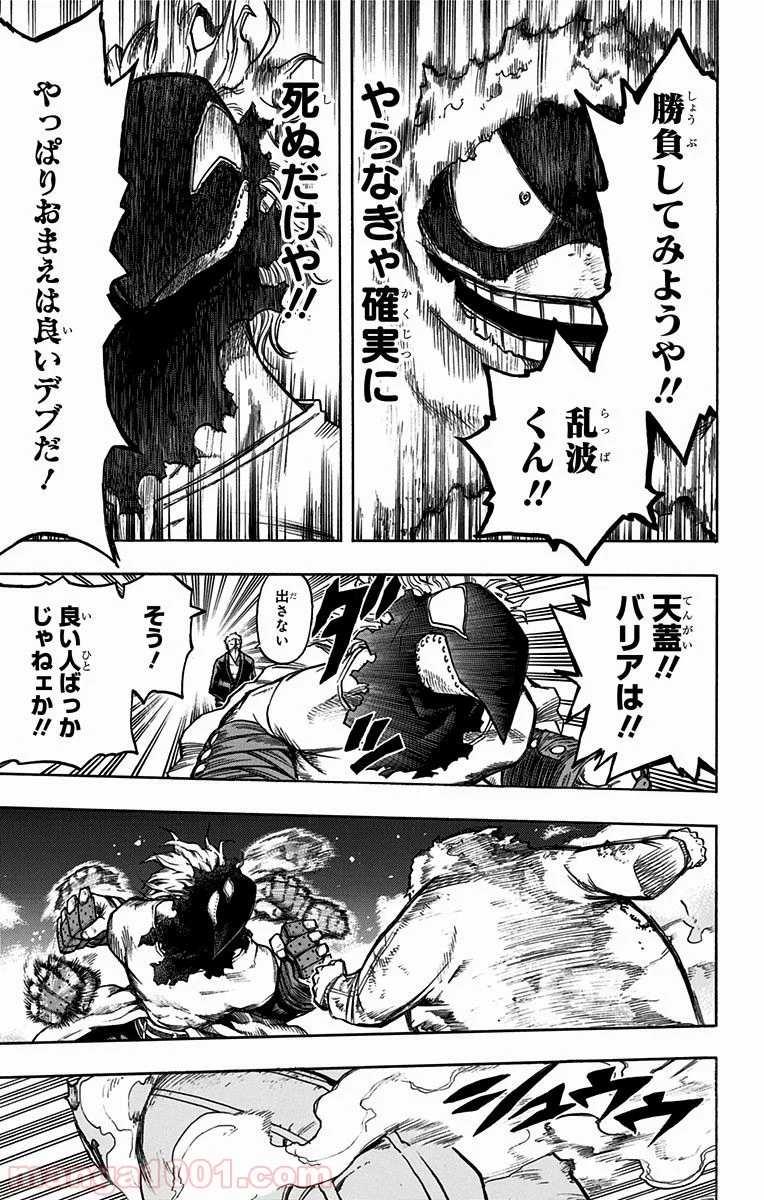 勝負してみようや!!
乱波
くん!!
やらなきゃ確実に
死ぬだけや!!
やっぱりおまえは良いデブだ!
天蓋!!
バリアは!!
出さない
そう!
良い人ばっか
じゃねェか!!
ダッ
シュウゥ
manga1001.com